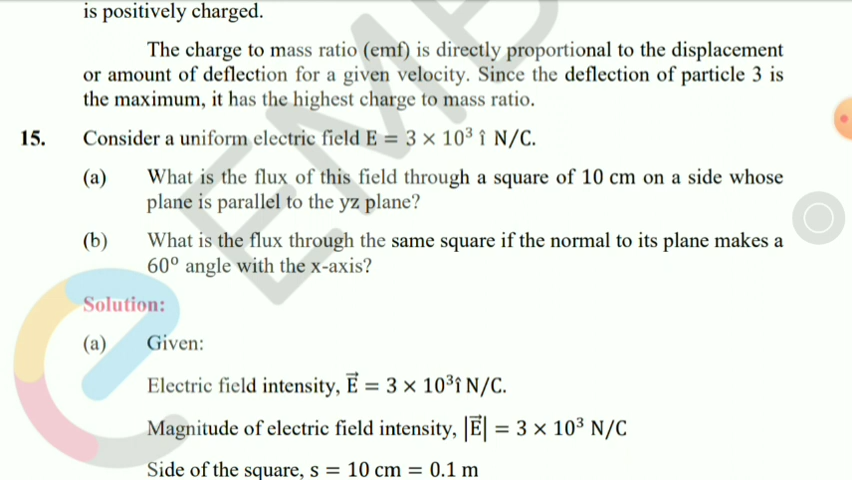 is positively charged.
The charge to mass ratio (emf) is directly proportional to the displacement
or amount of deflection for a given velocity. Since the deflection of particle 3 is
the maximum, it has the highest charge to mass ratio.
15. Consider a uniform electric field E = 3 × 10³ î N/C.
(a) What is the flux of this field through a square of 10 cm on a side whose
plane is parallel to the yz plane?
(b) What is the flux through the same square if the normal to its plane makes a
60⁰ angle with the x-axis?
Solution:
(a) Given:
Electric field intensity, E⃗ = 3 × 10³î N/C.
Magnitude of electric field intensity, |E⃗| = 3 × 10³ N/C
Side of the square, s = 10 cm = 0.1 m